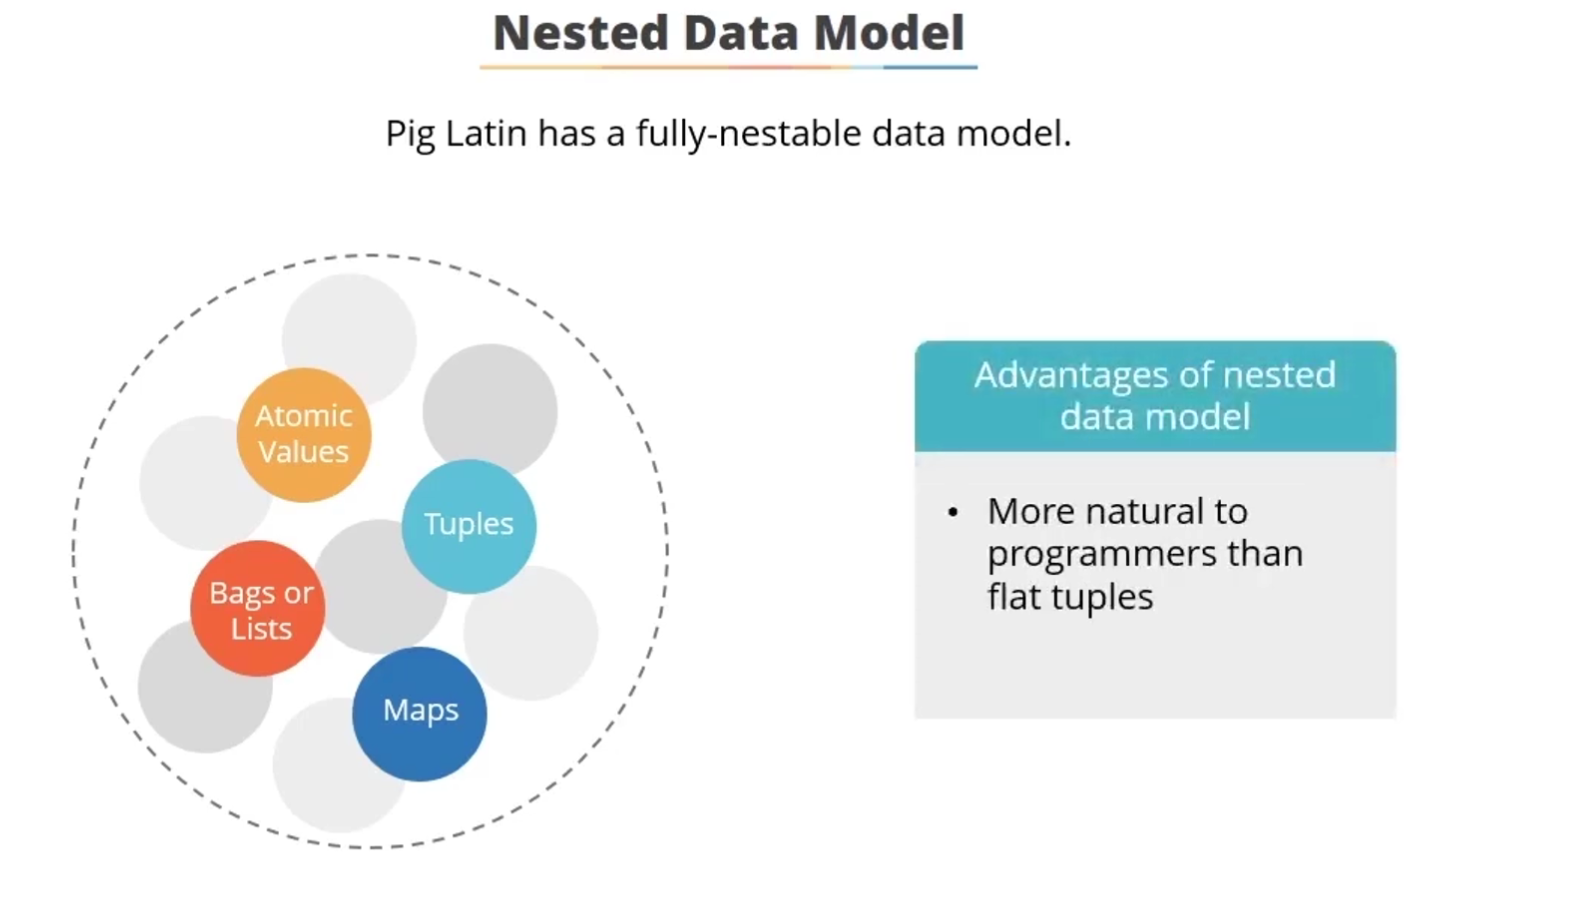 Nested Data Model
Pig Latin has a fully-nestable data model.
Atomic
Values
Tuples
Bags or
Lists
Maps
Advantages of nested
data model
• More natural to
programmers than
flat tuples